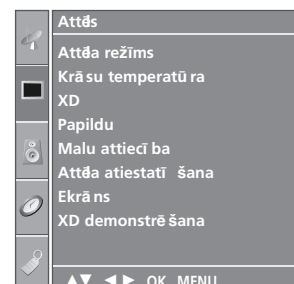 Attēls
Attēla režīms
Krāsu temperatūra
XD
Papildu
Malu attiecība
Attēla atiestatīšana
Ekrāns
XD demonstrēšana
▲▼ ◄► OK MENU